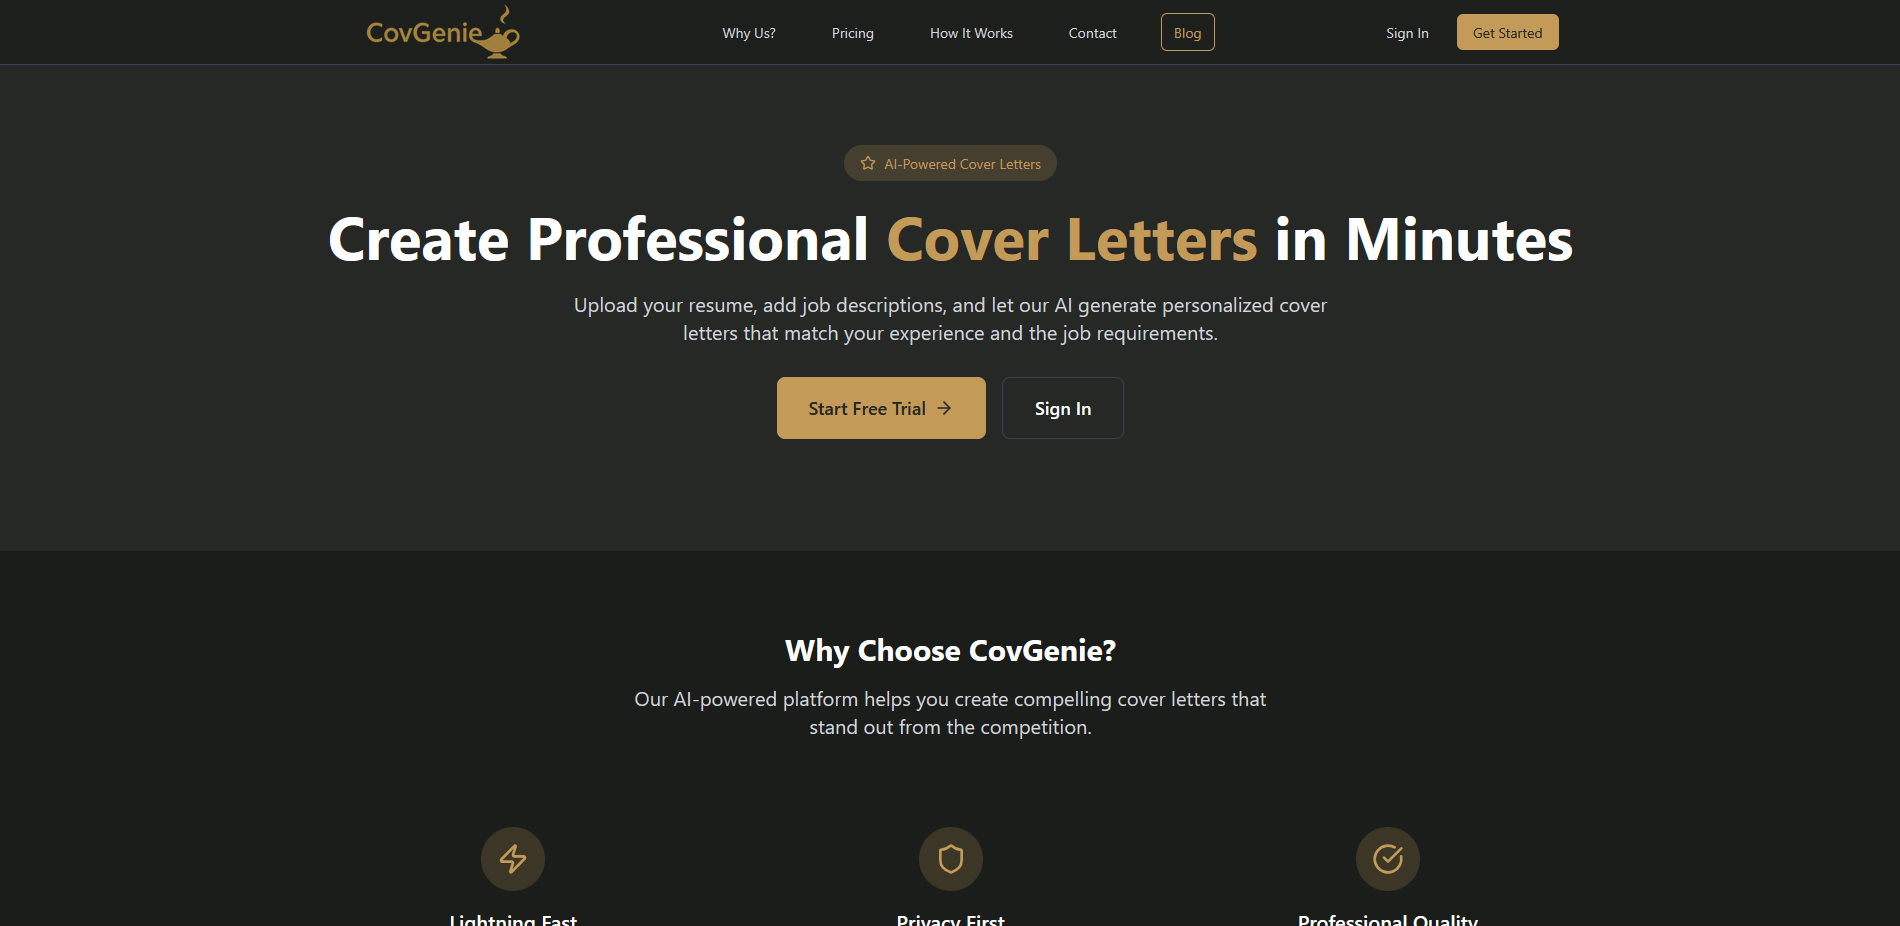 CovGenie
Why Us?
Pricing
How It Works
Contact
Blog
Sign In
Get Started
AI-Powered Cover Letters
Create Professional Cover Letters in Minutes
Upload your resume, add job descriptions, and let our AI generate personalized cover
letters that match your experience and the job requirements.
Start Free Trial
Sign In
Why Choose CovGenie?
Our AI-powered platform helps you create compelling cover letters that
stand out from the competition.
Lightning Fast
Privacy First
Professional Quality